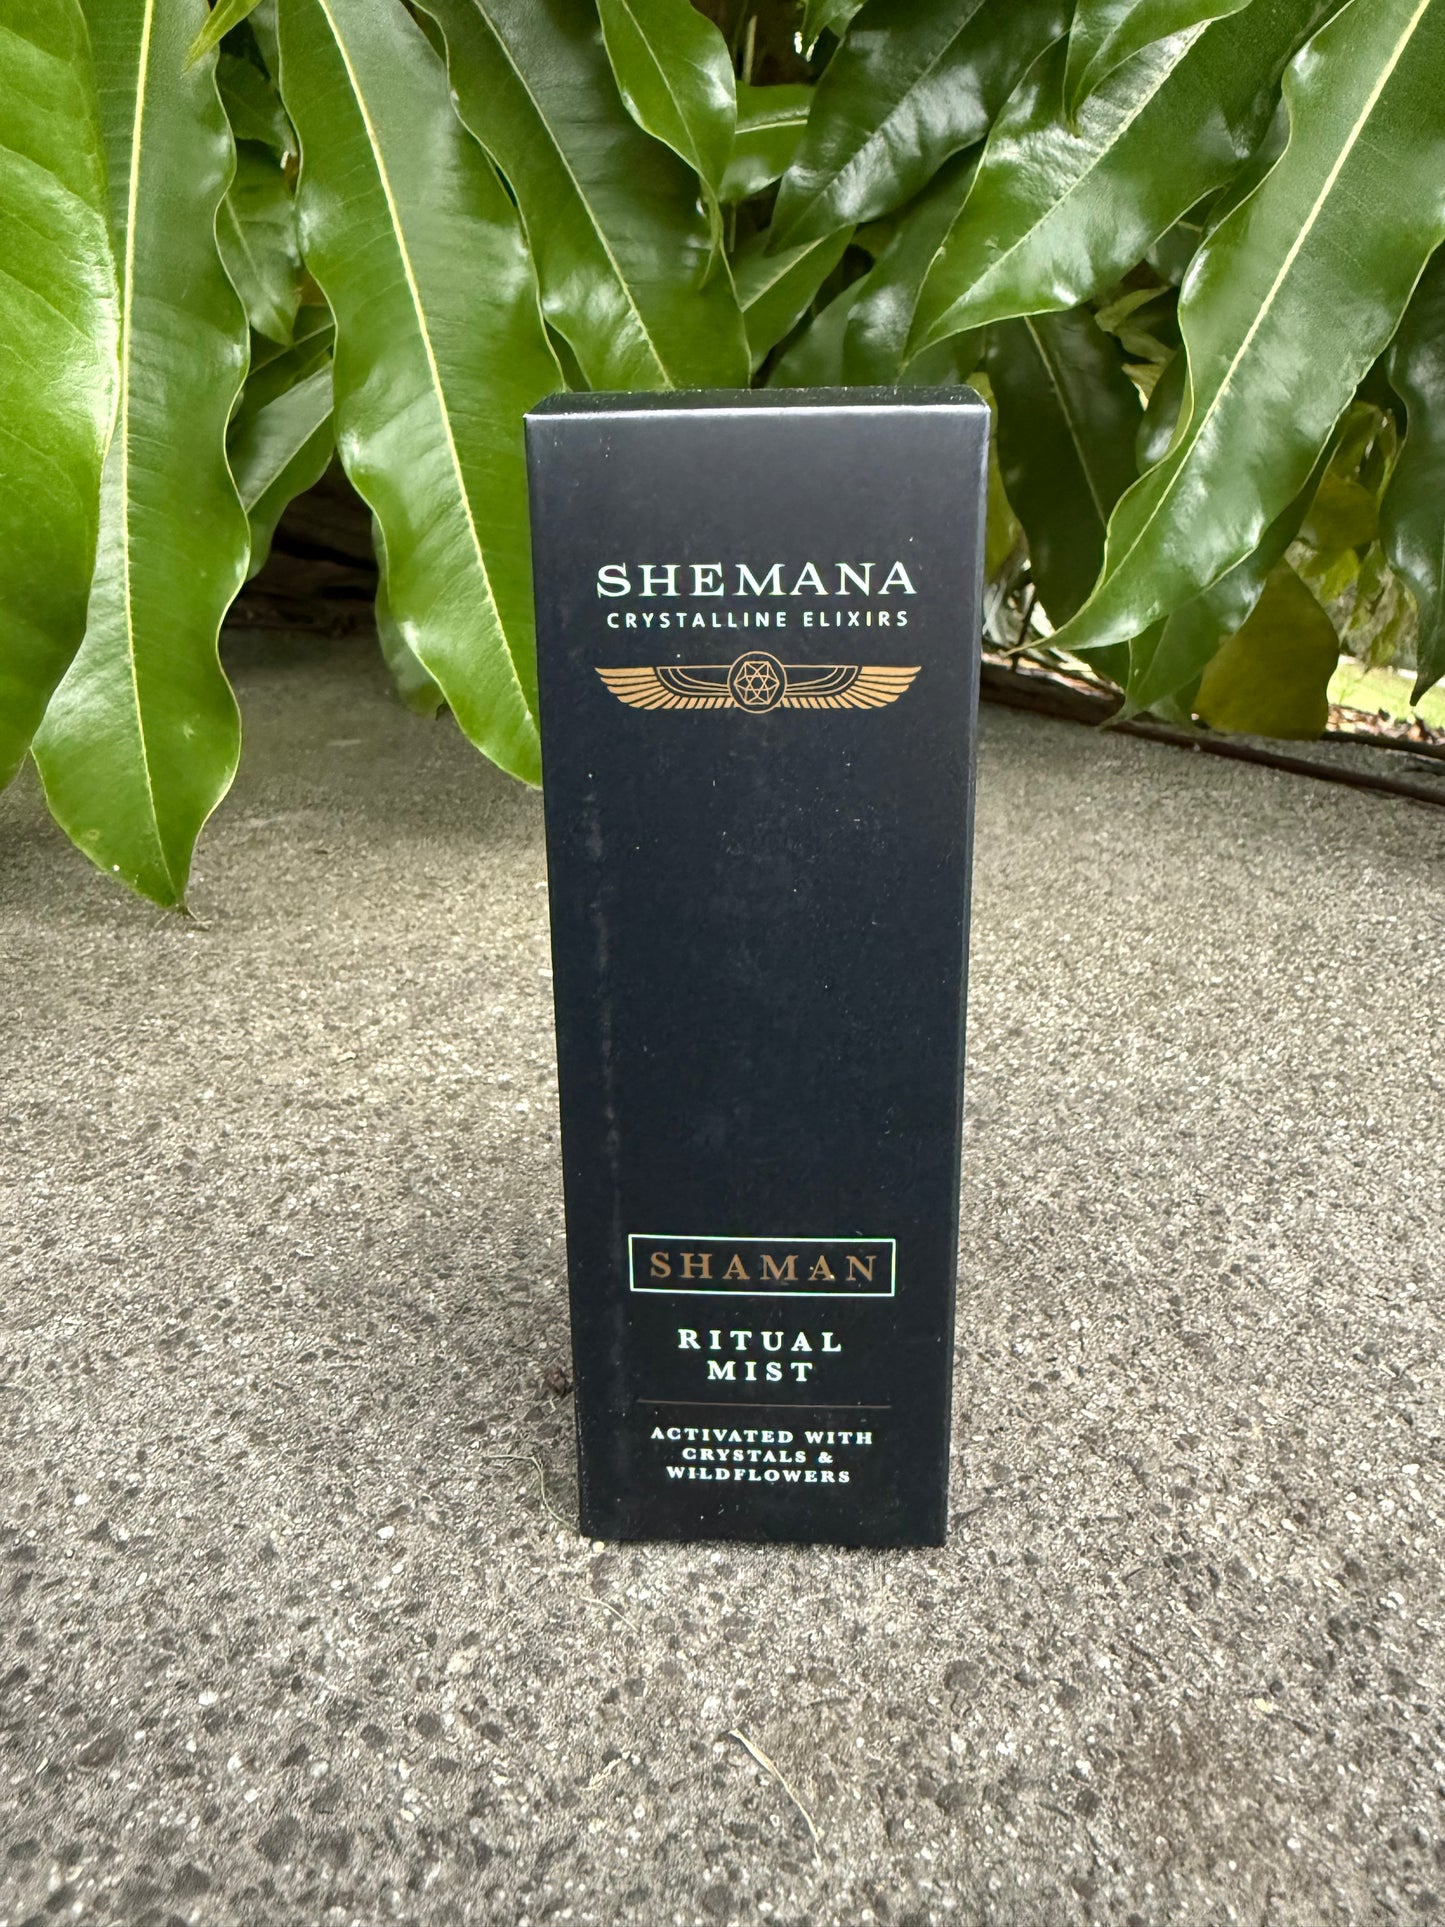 SHEMANA
CRYSTALLINE ELIXIRS
SHAMAN
RITUAL
MIST
ACTIVATED WITH
CRYSTALS &
WILDFLOWERS